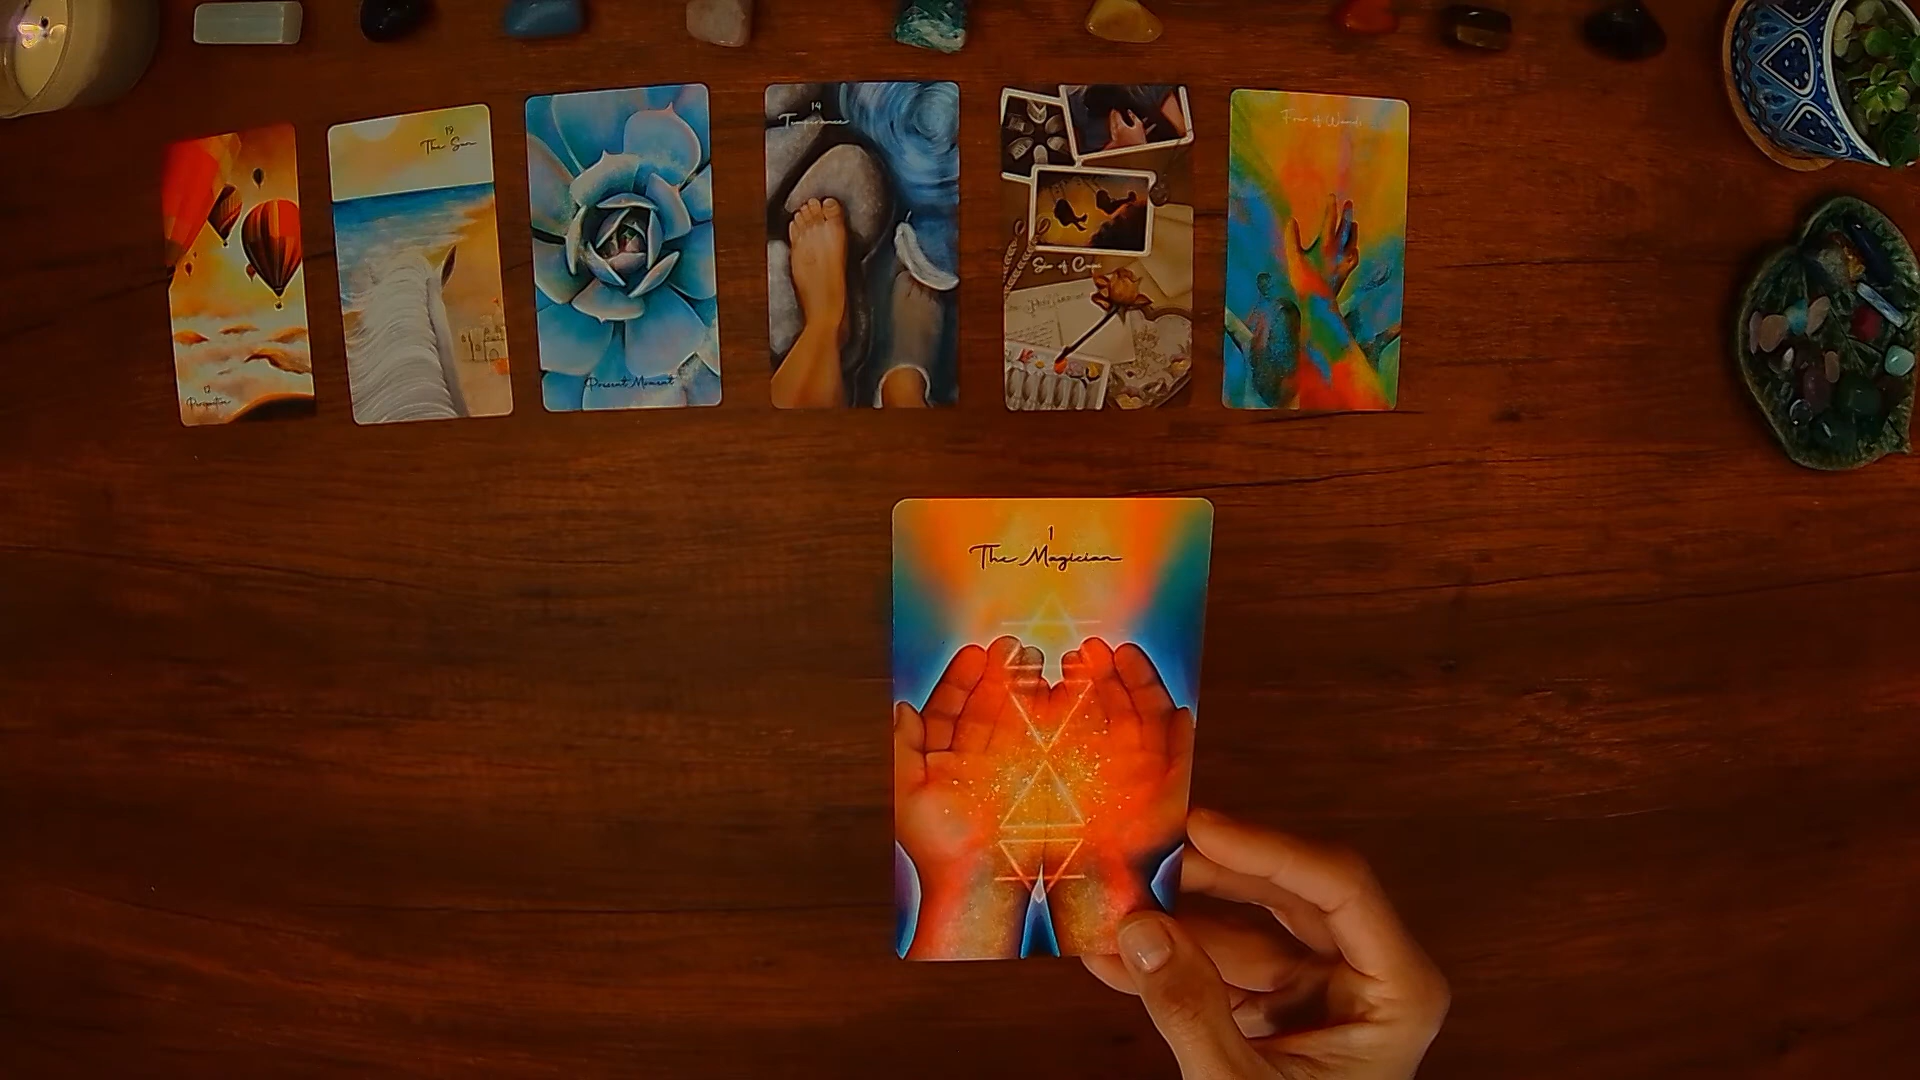 12
Perspective
19
The Sun
Present Moment
14
Temperance
Six of Cups
Four of Wands
1
The Magician